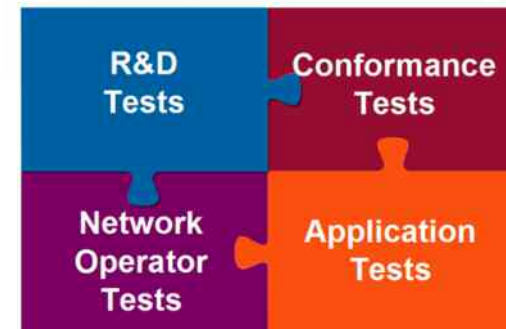 R&D
Tests
Conformance
Tests
Network
Operator
Tests
Application
Tests